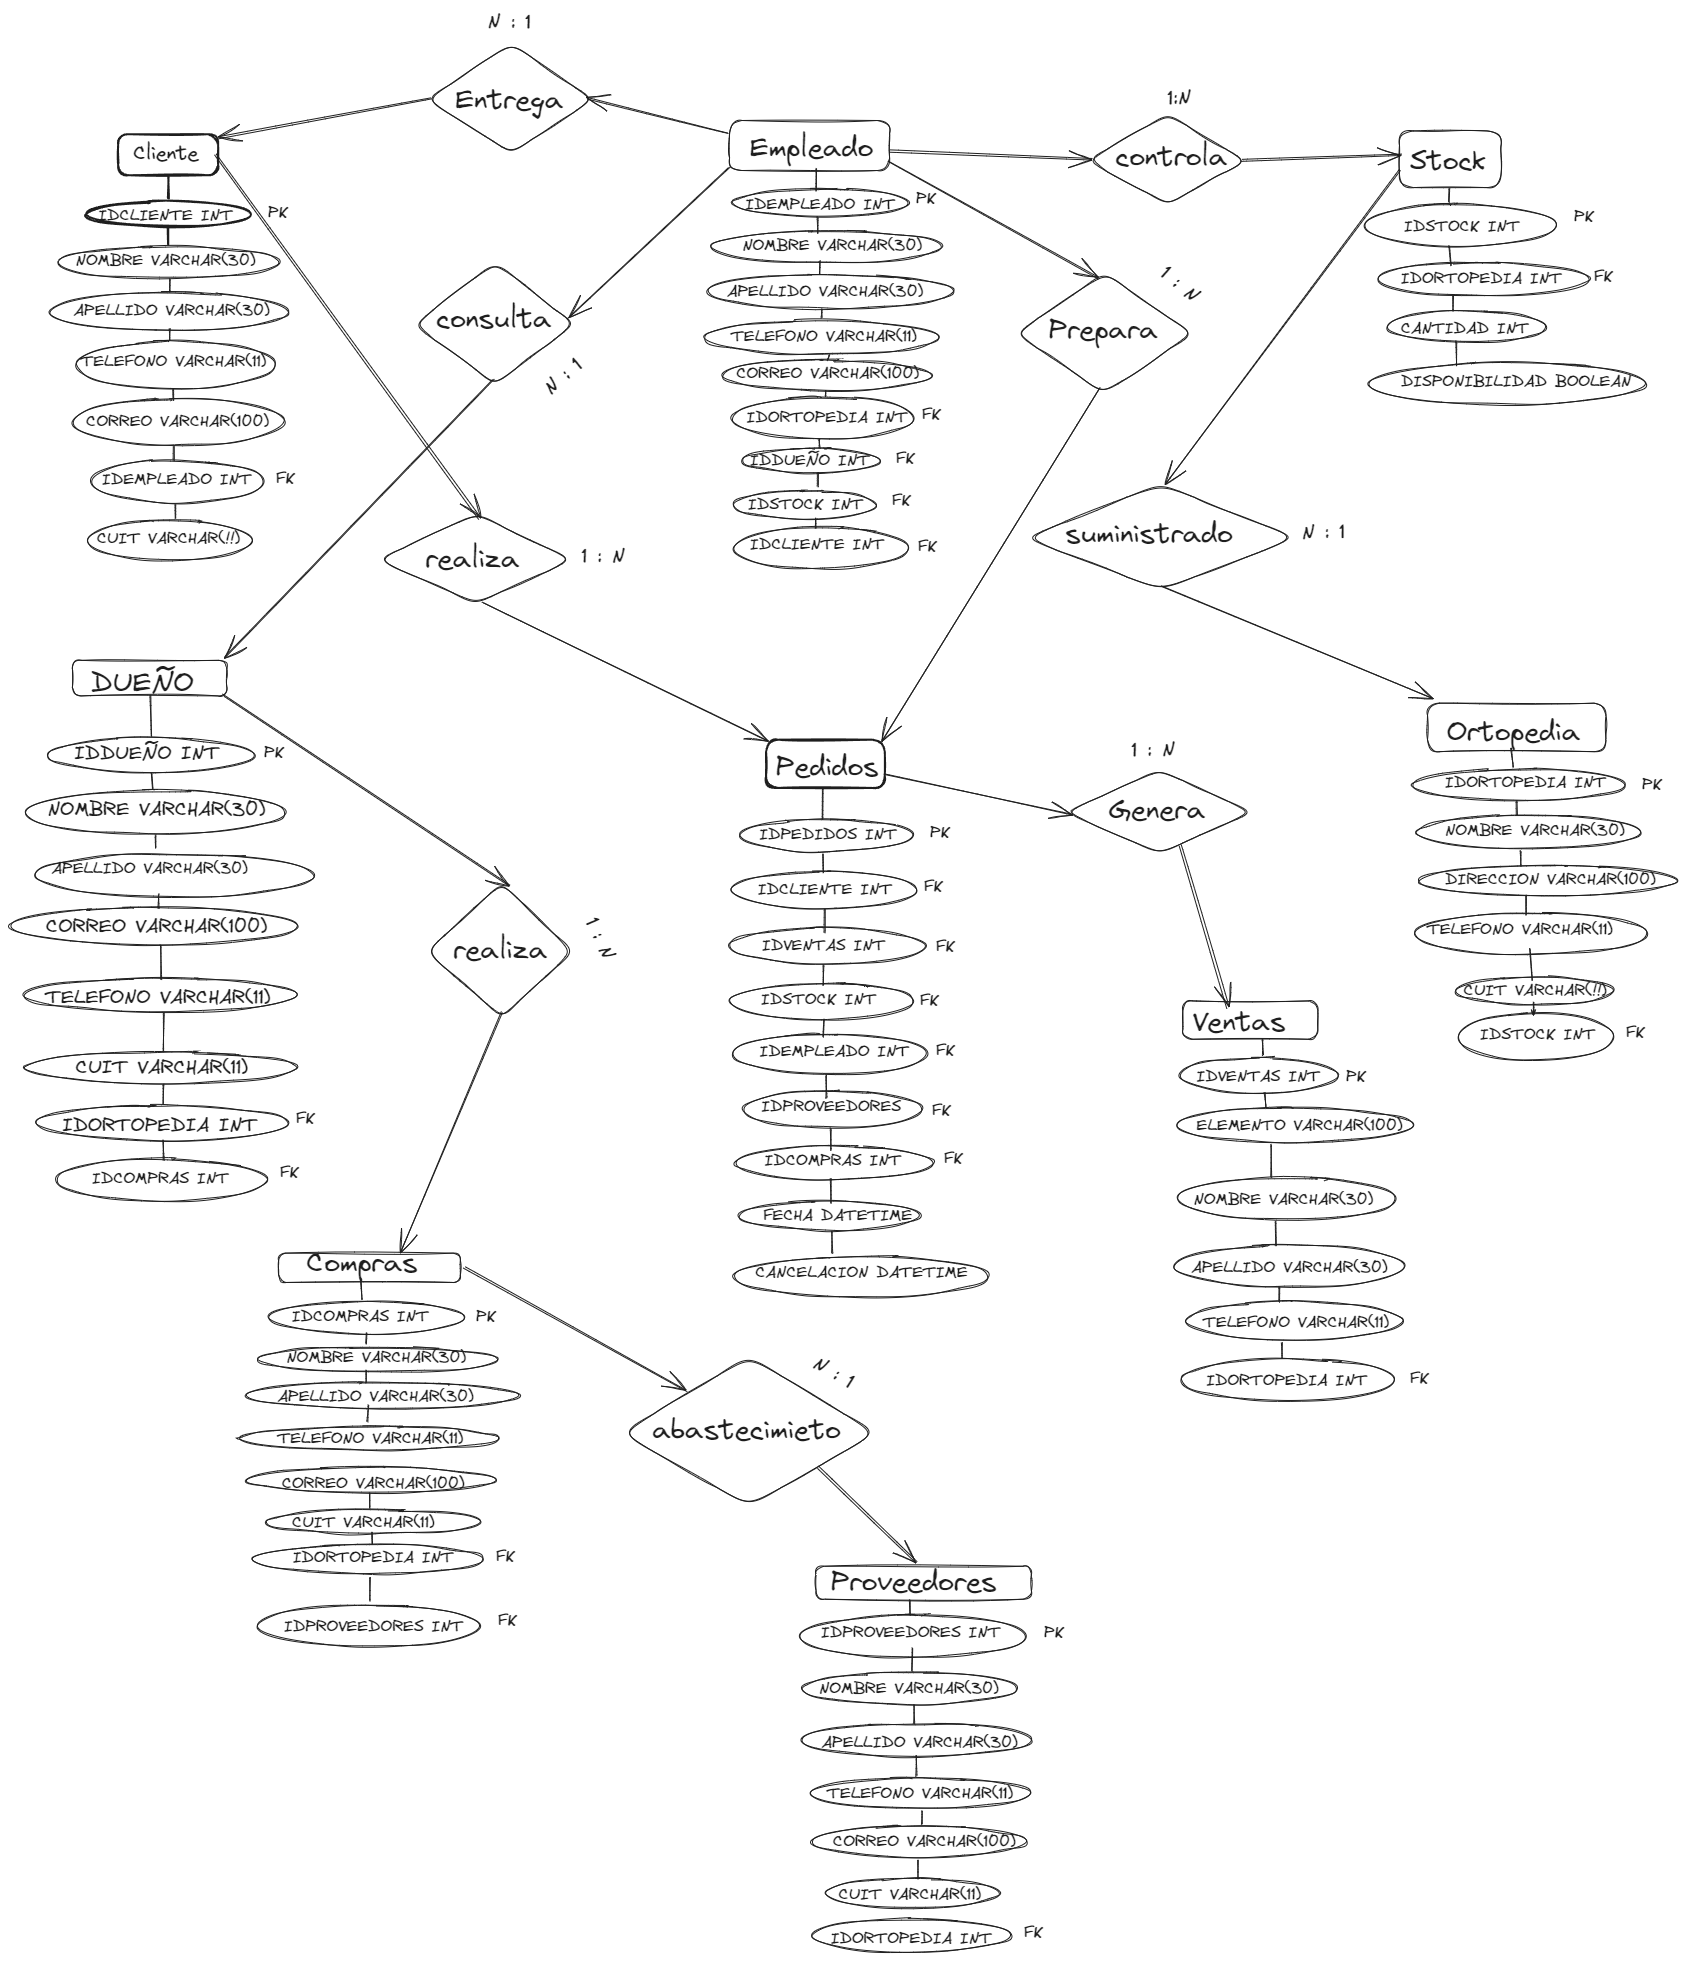 N : 1
Entrega
Cliente
IDCLIENTE INT PK
NOMBRE VARCHAR(30)
APELLIDO VARCHAR(30)
TELEFONO VARCHAR(11)
CORREO VARCHAR(100)
IDEMPLEADO INT FK
CUIT VARCHAR(!!)
Empleado
IDEMPLEADO INT PK
NOMBRE VARCHAR(30)
APELLIDO VARCHAR(30)
TELEFONO VARCHAR(11)
CORREO VARCHAR(100)
IDORTOPEDIA INT FK
IDDUEÑO INT FK
IDSTOCK INT FK
IDCLIENTE INT FK
1:N
controla
Stock
IDSTOCK INT PK
IDORTOPEDIA INT FK
CANTIDAD INT
DISPONIBILIDAD BOOLEAN
consulta
N : 1
Prepara
1 : N
realiza
1 : N
suministrado
N : 1
DUEÑO
IDDUEÑO INT PK
NOMBRE VARCHAR(30)
APELLIDO VARCHAR(30)
CORREO VARCHAR(100)
TELEFONO VARCHAR(11)
CUIT VARCHAR(11)
IDORTOPEDIA INT FK
IDCOMPRAS INT FK
realiza
1 : N
Pedidos
IDPEDIDOS INT PK
IDCLIENTE INT FK
IDVENTAS INT FK
IDSTOCK INT FK
IDEMPLEADO INT FK
IDPROVEEDORES FK
IDCOMPRAS INT FK
FECHA DATETIME
CANCELACION DATETIME
1 : N
Genera
Ortopedia
IDORTOPEDIA INT PK
NOMBRE VARCHAR(30)
DIRECCION VARCHAR(100)
TELEFONO VARCHAR(11)
CUIT VARCHAR(!!)
IDSTOCK INT FK
Ventas
IDVENTAS INT PK
ELEMENTO VARCHAR(100)
NOMBRE VARCHAR(30)
APELLIDO VARCHAR(30)
TELEFONO VARCHAR(11)
IDORTOPEDIA INT FK
Compras
IDCOMPRAS INT PK
NOMBRE VARCHAR(30)
APELLIDO VARCHAR(30)
TELEFONO VARCHAR(11)
CORREO VARCHAR(100)
CUIT VARCHAR(11)
IDORTOPEDIA INT FK
IDPROVEEDORES INT FK
N : 1
abastecimieto
Proveedores
IDPROVEEDORES INT PK
NOMBRE VARCHAR(30)
APELLIDO VARCHAR(30)
TELEFONO VARCHAR(11)
CORREO VARCHAR(100)
CUIT VARCHAR(11)
IDORTOPEDIA INT FK